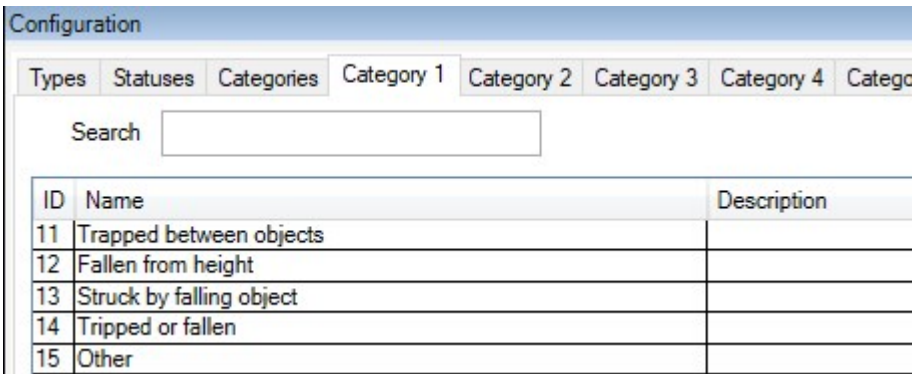 Configuration
Types Statuses Categories Category 1 Category 2 Category 3 Category 4 Catego
Search
ID Name Description
11 Trapped between objects
12 Fallen from height
13 Struck by falling object
14 Tripped or fallen
15 Other